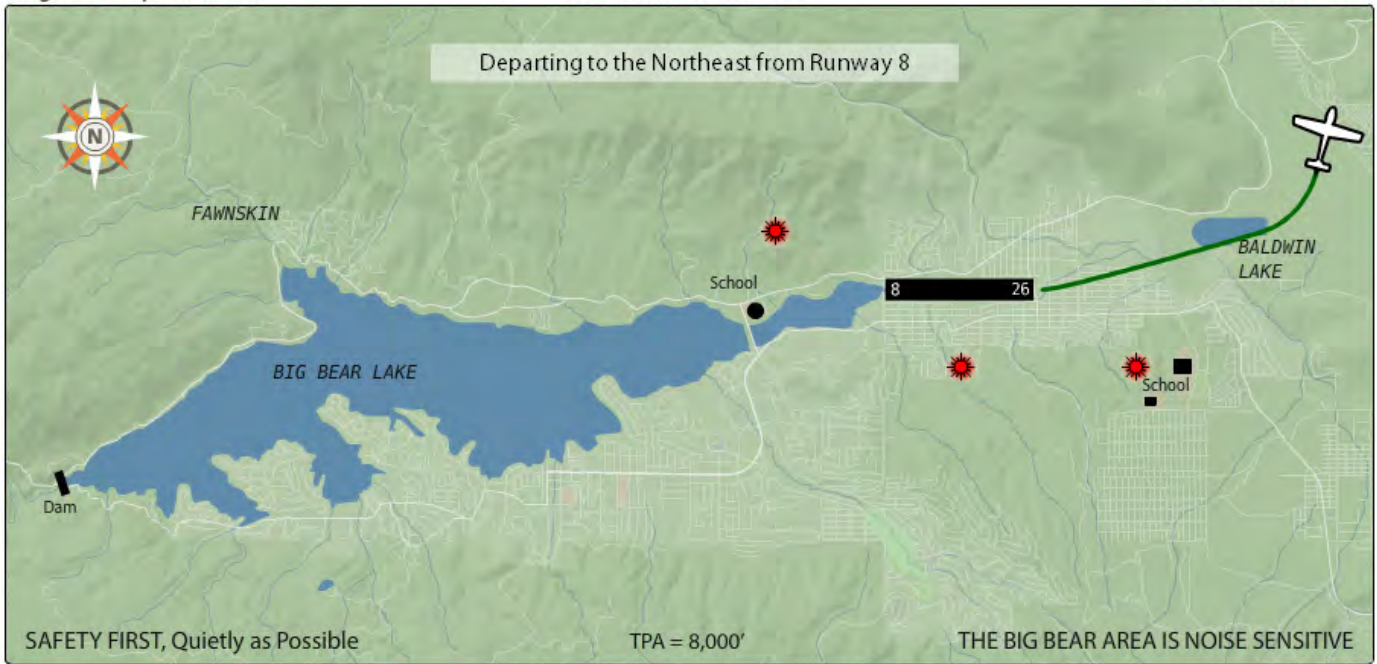 Departing to the Northeast from Runway 8
N
FAWNSKIN
School
8
26
BALDWIN
LAKE
BIG BEAR LAKE
School
Dam
SAFETY FIRST, Quietly as Possible
TPA = 8,000'
THE BIG BEAR AREA IS NOISE SENSITIVE